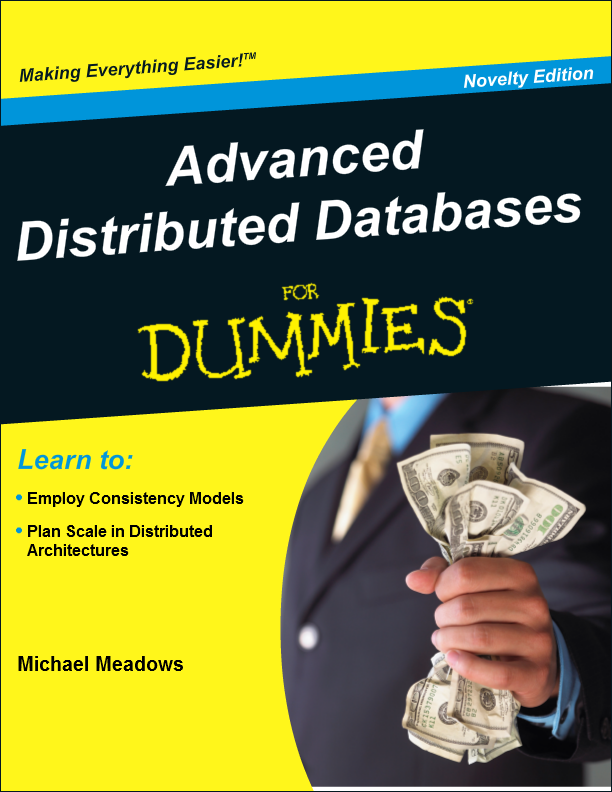 Making Everything Easier!™
Novelty Edition
Advanced
Distributed Databases
FOR
DUMMIES®
Learn to:
• Employ Consistency Models
• Plan Scale in Distributed
Architectures
Michael Meadows
100